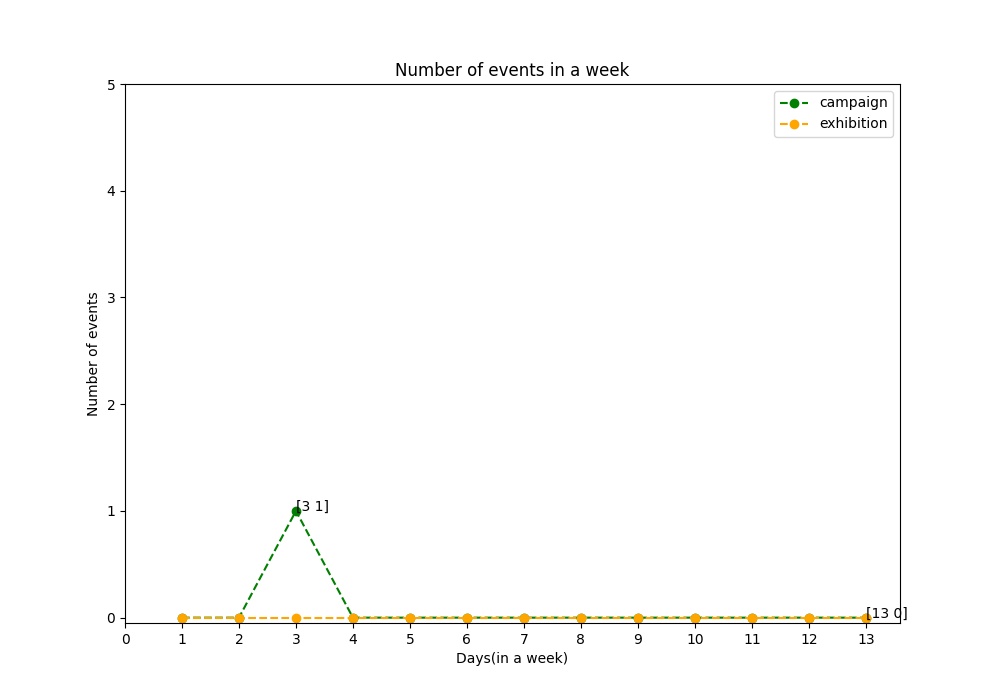 Number of events in a week
campaign
exhibition
Number of events
5
4
3
2
1
0
[3 1]
[13 0]
0 1 2 3 4 5 6 7 8 9 10 11 12 13
Days(in a week)